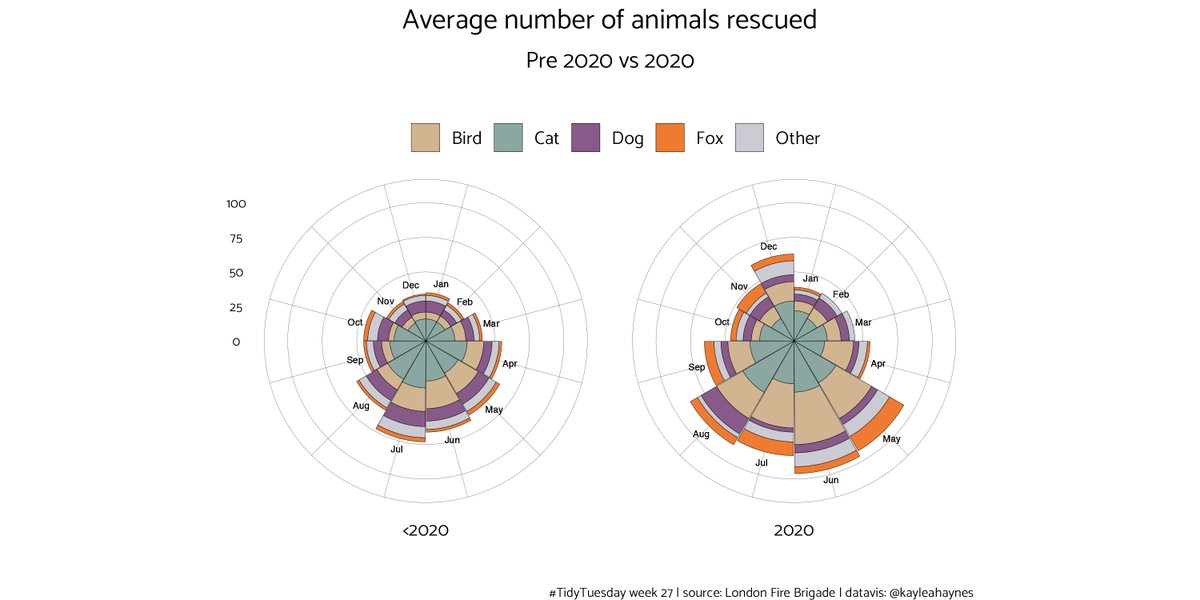 Average number of animals rescued
Pre 2020 vs 2020
Bird Cat Dog Fox Other
100
75
50
25
0
Dec Jan
Nov Feb
Oct Mar
Sep Apr
Aug May
Jul Jun
<2020
Dec Jan
Nov Feb
Oct Mar
Sep Apr
Aug May
Jul Jun
2020
#TidyTuesday week 27 | source: London Fire Brigade | datavis: @kayleahaynes